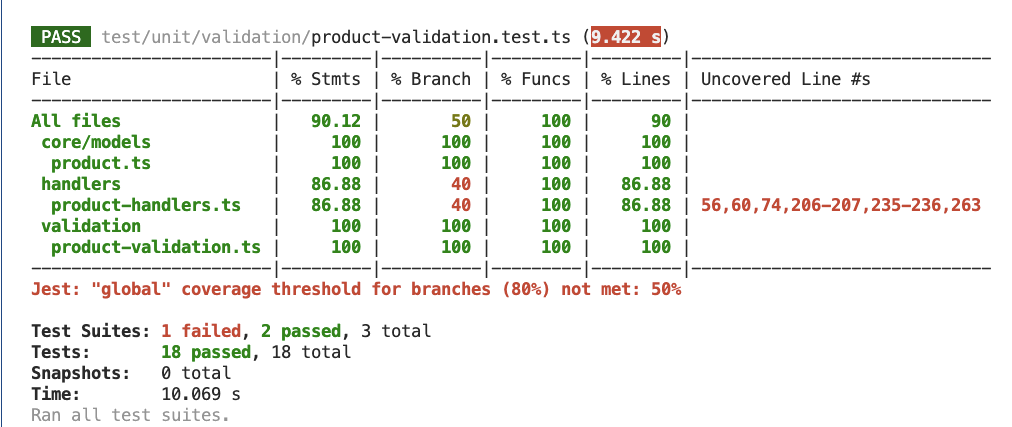 PASS test/unit/validation/product-validation.test.ts (9.422 s)
-------------------------|---------|----------|---------|---------|------------------------------
File                     | % Stmts | % Branch | % Funcs | % Lines | Uncovered Line #s
-------------------------|---------|----------|---------|---------|------------------------------
All files                |   90.12 |       50 |     100 |      90 |
 core/models             |     100 |      100 |     100 |     100 |
  product.ts             |     100 |      100 |     100 |     100 |
 handlers                |   86.88 |       40 |     100 |   86.88 |
  product-handlers.ts    |   86.88 |       40 |     100 |   86.88 | 56,60,74,206-207,235-236,263
 validation              |     100 |      100 |     100 |     100 |
  product-validation.ts  |     100 |      100 |     100 |     100 |
-------------------------|---------|----------|---------|---------|------------------------------
Jest: "global" coverage threshold for branches (80%) not met: 50%
Test Suites: 1 failed, 2 passed, 3 total
Tests:       18 passed, 18 total
Snapshots:   0 total
Time:        10.069 s
Ran all test suites.